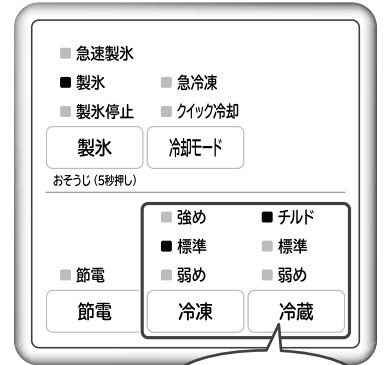 急速製氷
製氷 急冷凍
製氷停止 クイック冷却
製氷 冷却モード
おそうじ（5秒押し）
強め チルド
標準 標準
節電 弱め 弱め
節電 冷凍 冷蔵